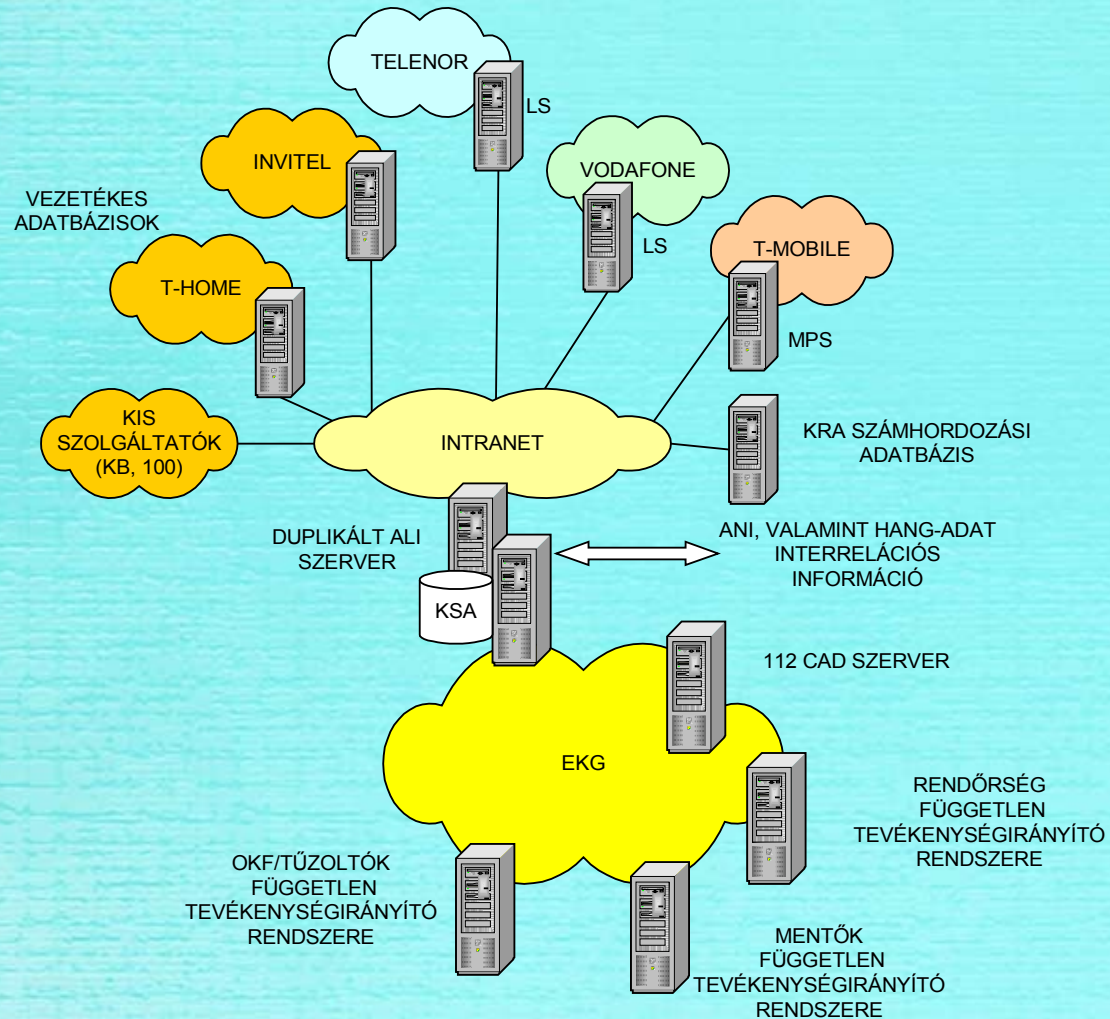 TELENOR
LS
INVITEL
VODAFONE
VEZETÉKES
ADATBÁZISOK
LS
T-MOBILE
T-HOME
MPS
KIS
SZOLGÁLTATÓK
(KB, 100)
INTRANET
KRA SZÁMHORDOZÁSI
ADATBÁZIS
DUPLIKÁLT ALI
SZERVER
ANI, VALAMINT HANG-ADAT
INTERRELÁCIÓS
INFORMÁCIÓ
KSA
112 CAD SZERVER
EKG
RENDŐRSÉG
FÜGGETLEN
TEVÉKENYSÉGIRÁNYÍTÓ
RENDSZERE
OKF/TŰZOLTÓK
FÜGGETLEN
TEVÉKENYSÉGIRÁNYÍTÓ
RENDSZERE
MENTŐK
FÜGGETLEN
TEVÉKENYSÉGIRÁNYÍTÓ
RENDSZERE